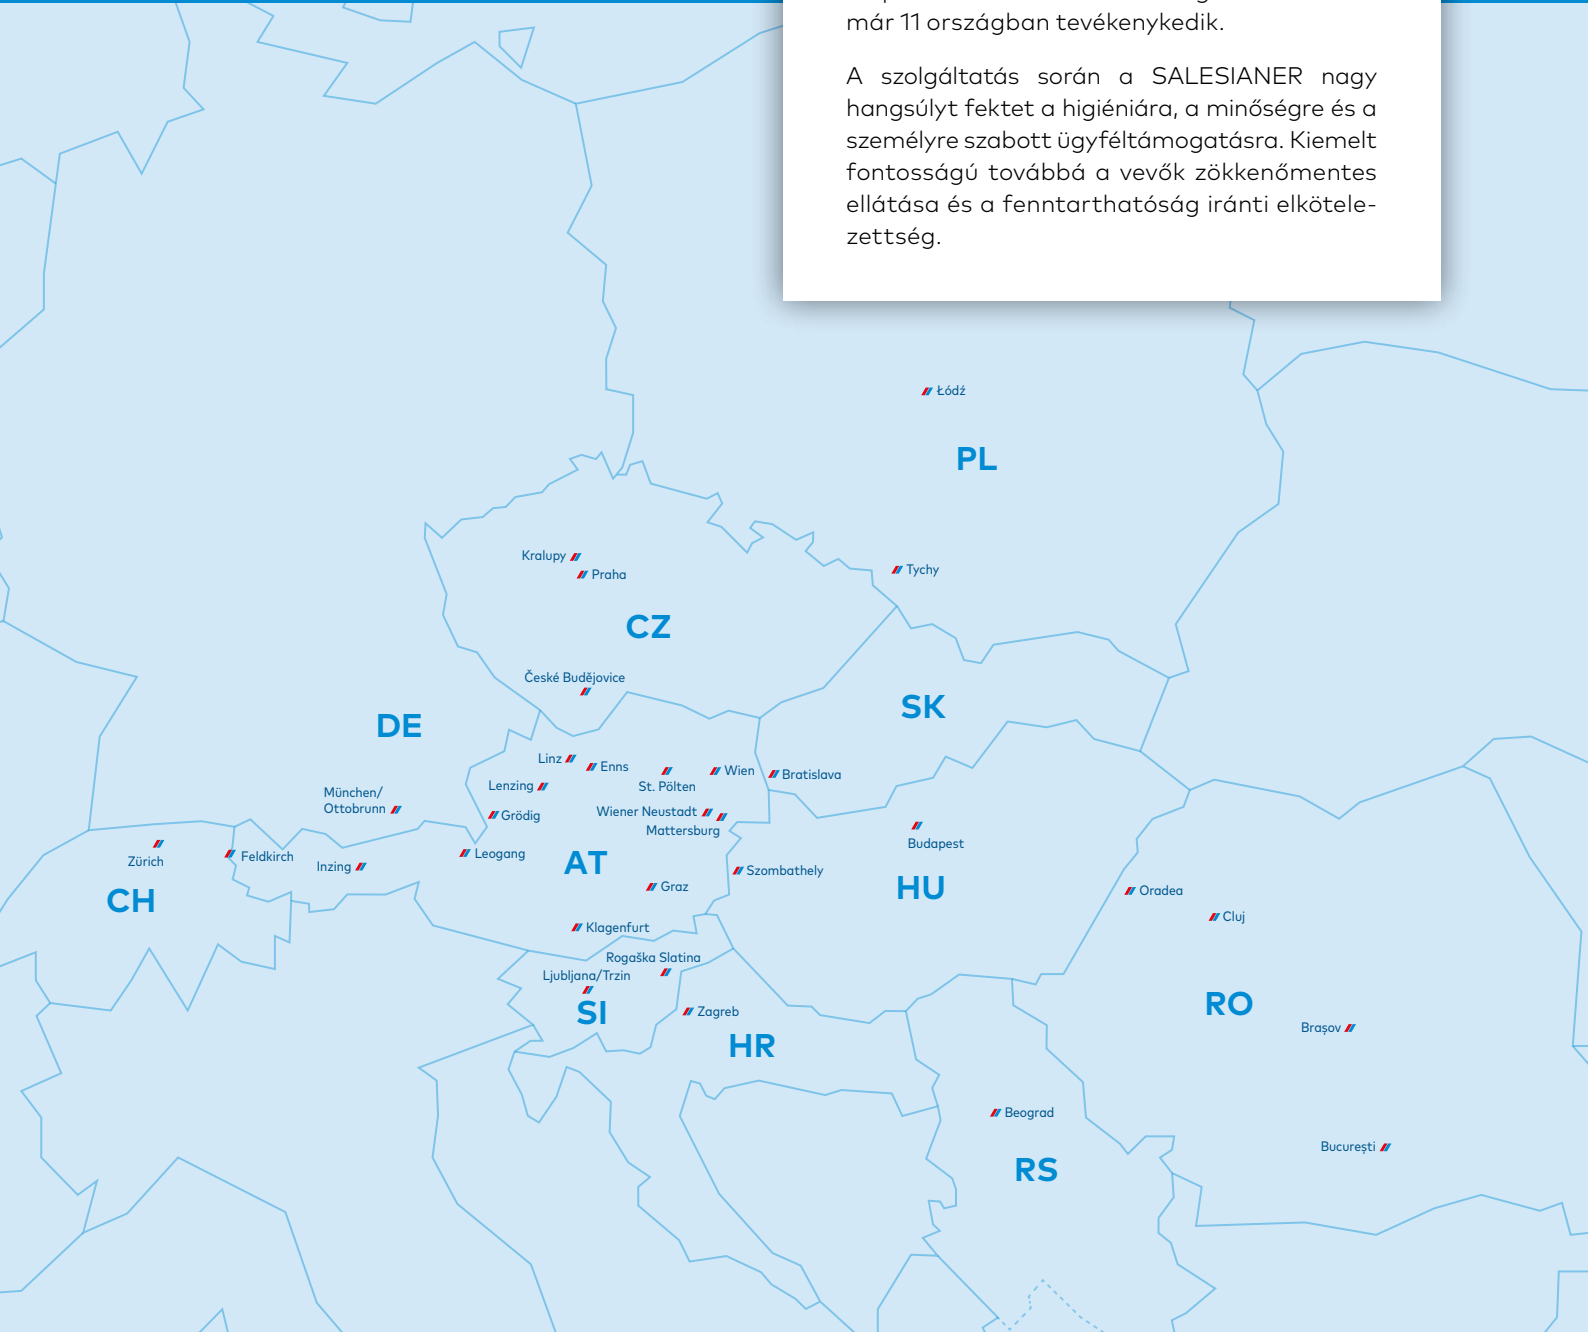 már 11 országban tevékenykedik.
A szolgáltatás során a SALESIANER nagy
hangsúlyt fektet a higiéniára, a minőségre és a
személyre szabott ügyféltámogatásra. Kiemelt
fontosságú továbbá a vevők zökkenőmentes
ellátása és a fenntarthatóság iránti elkötele-
zettség.
Łódź
PL
Kralupy
Praha
Tychy
CZ
České Budějovice
SK
DE
Linz
Enns
St. Pölten
Wien
Bratislava
Lenzing
München/
Ottobrunn
Grödig
Wiener Neustadt
Mattersburg
Budapest
Zürich
Feldkirch
Inzing
Leogang
AT
Szombathely
CH
Graz
HU
Oradea
Cluj
Klagenfurt
Rogaška Slatina
Ljubljana/Trzin
SI
Zagreb
HR
RO
Brașov
Beograd
București
RS